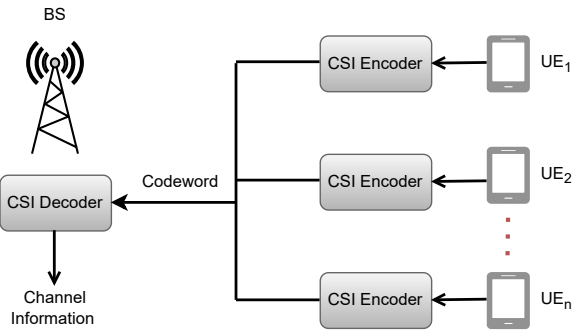 BS
CSI Encoder
UE1
CSI Encoder
UE2
Codeword
CSI Decoder
CSI Encoder
UEn
Channel
Information